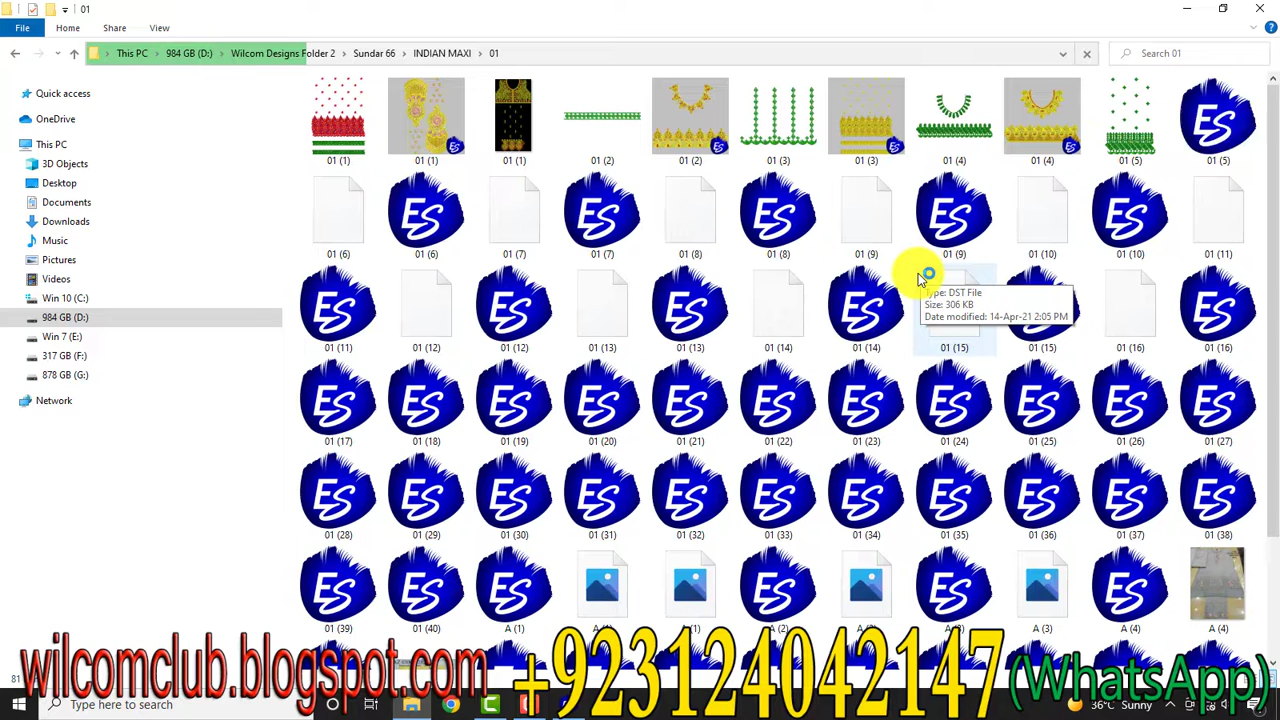 01
File
Home
Share
View
This PC
984 GB (D:)
Wilcom Designs Folder 2
Sundar 66
INDIAN MAXI
01
Search 01
Quick access
OneDrive
This PC
3D Objects
Desktop
Documents
Downloads
Music
Pictures
Videos
Win 10 (C:)
984 GB (D:)
Win 7 (E:)
317 GB (F:)
878 GB (G:)
Network
01 (1) 01 (1) 01 (1) 01 (2) 01 (2) 01 (3) 01 (3) 01 (4) 01 (4) 01 (5) 01 (5)
01 (6) 01 (6) 01 (7) 01 (7) 01 (8) 01 (8) 01 (9) 01 (9) 01 (10) 01 (10) 01 (11)
Type: DST File
Size: 306 KB
Date modified: 14-Apr-21 2:05 PM
01 (11) 01 (12) 01 (12) 01 (13) 01 (13) 01 (14) 01 (14) 01 (15) 01 (15) 01 (16) 01 (16)
01 (17) 01 (18) 01 (19) 01 (20) 01 (21) 01 (22) 01 (23) 01 (24) 01 (25) 01 (26) 01 (27)
01 (28) 01 (29) 01 (30) 01 (31) 01 (32) 01 (33) 01 (34) 01 (35) 01 (36) 01 (37) 01 (38)
01 (39) 01 (40) A (1) A (1) A (2) A (3) A (4) A (4)
wilcomclub.blogspot.com +923124042147(WhatsApp)
Type here to search
36°C Sunny